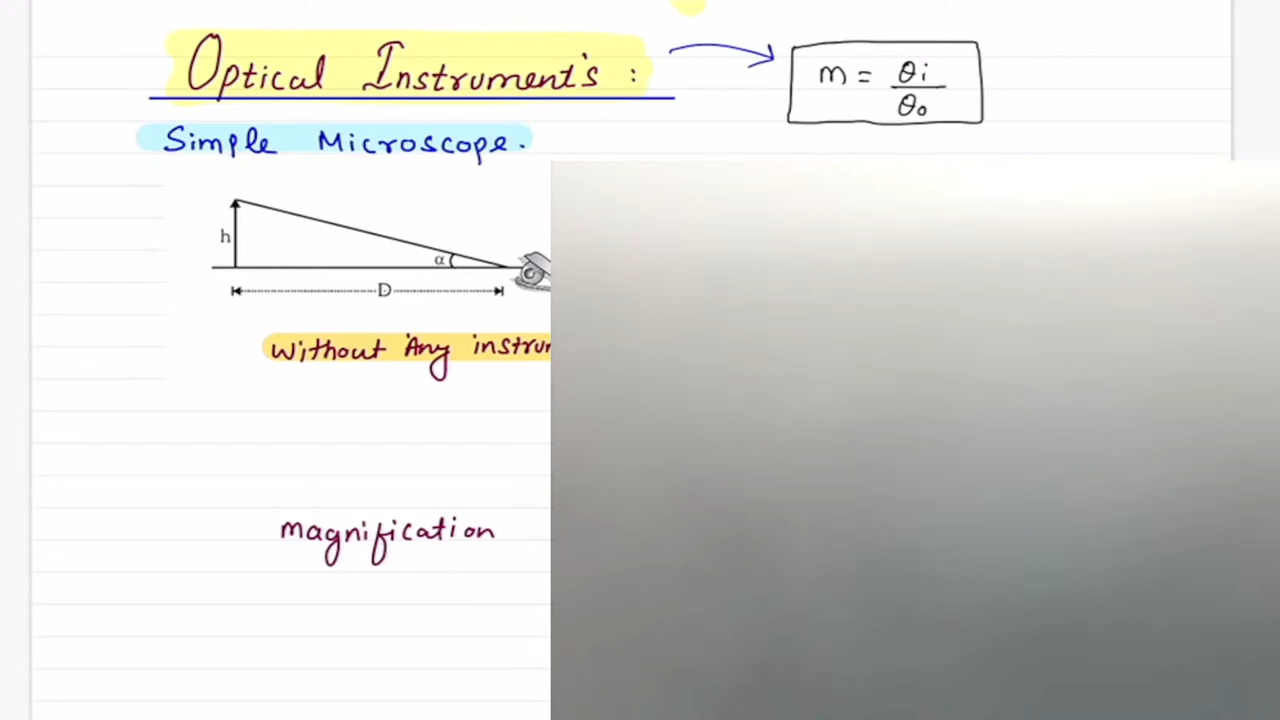 Optical Instrument's :
m = θi / θo
Simple Microscope.
h
α
D
Without Any
magnification